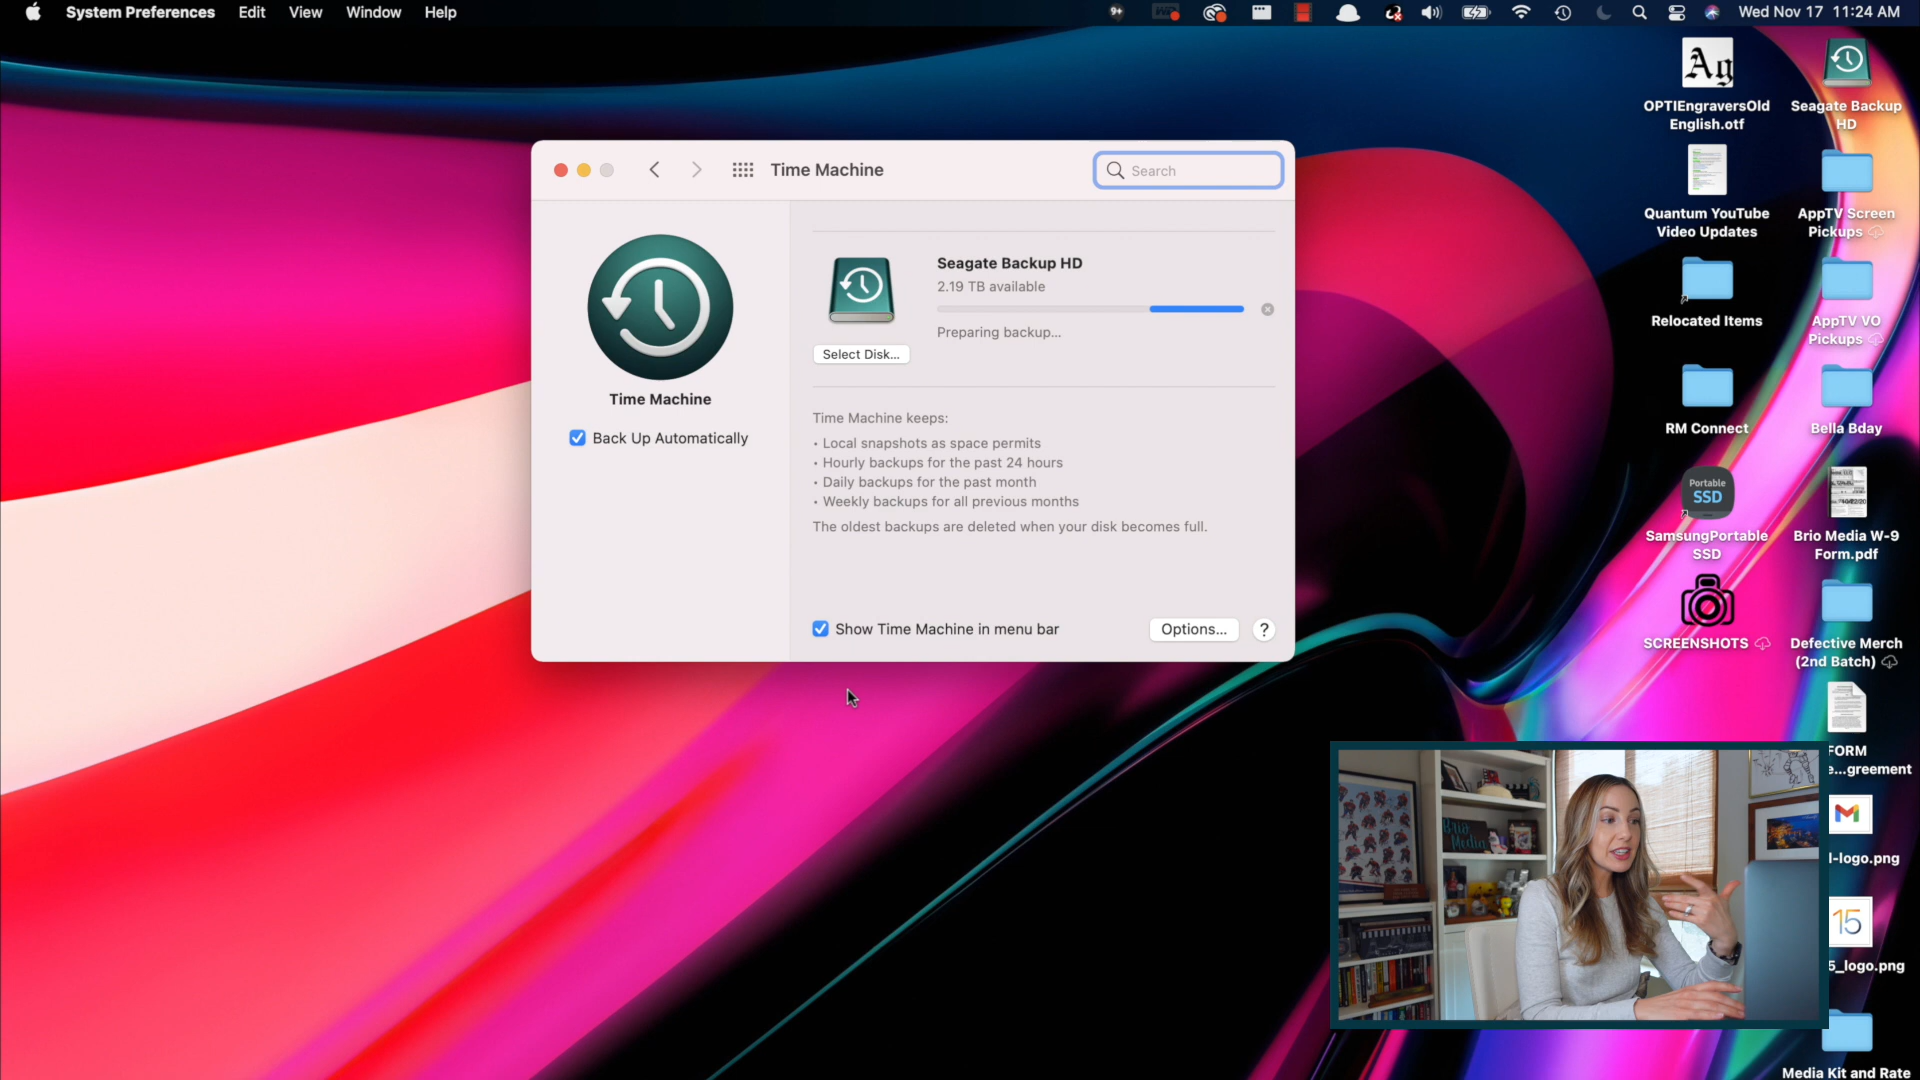 System Preferences Edit View Window Help
9+
Wed Nov 17 11:24 AM
Time Machine
Search
Time Machine
Back Up Automatically
Seagate Backup HD
2.19 TB available
Preparing backup...
Select Disk...
Time Machine keeps:
• Local snapshots as space permits
• Hourly backups for the past 24 hours
• Daily backups for the past month
• Weekly backups for all previous months
The oldest backups are deleted when your disk becomes full.
Show Time Machine in menu bar
Options...
?
Ag
OPTIEngraversOld
English.otf
Seagate Backup
HD
Quantum YouTube
Video Updates
AppTV Screen
Pickups
Relocated Items
AppTV VO
Pickups
RM Connect
Bella Bday
Portable
SSD
SamsungPortable
SSD
Brio Media W-9
Form.pdf
SCREENSHOTS
Defective Merch
(2nd Batch)
FORM
e...greement
l-logo.png
15
5_logo.png
Media Kit and Rate
Brio
Media